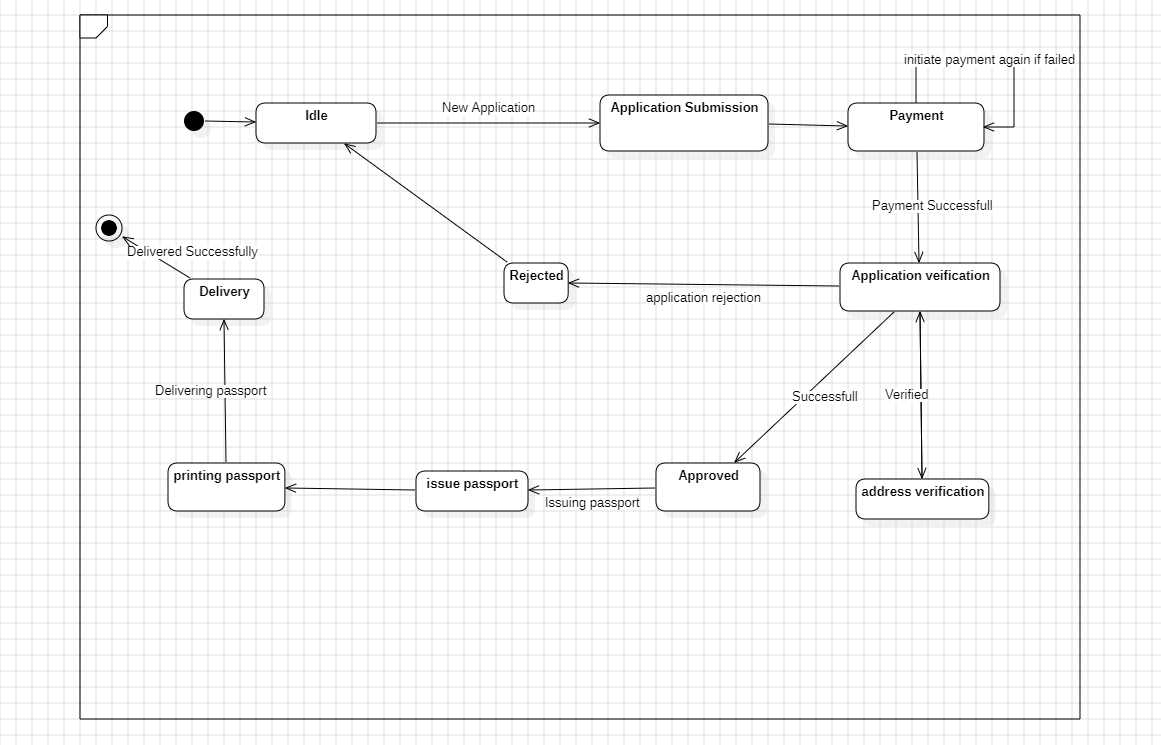 initiate payment again if failed
Idle
New Application
Application Submission
Payment
Payment Successfull
Delivered Successfully
Delivery
Rejected
application rejection
Application veification
Delivering passport
Successfull
Verified
printing passport
issue passport
Issuing passport
Approved
address verification